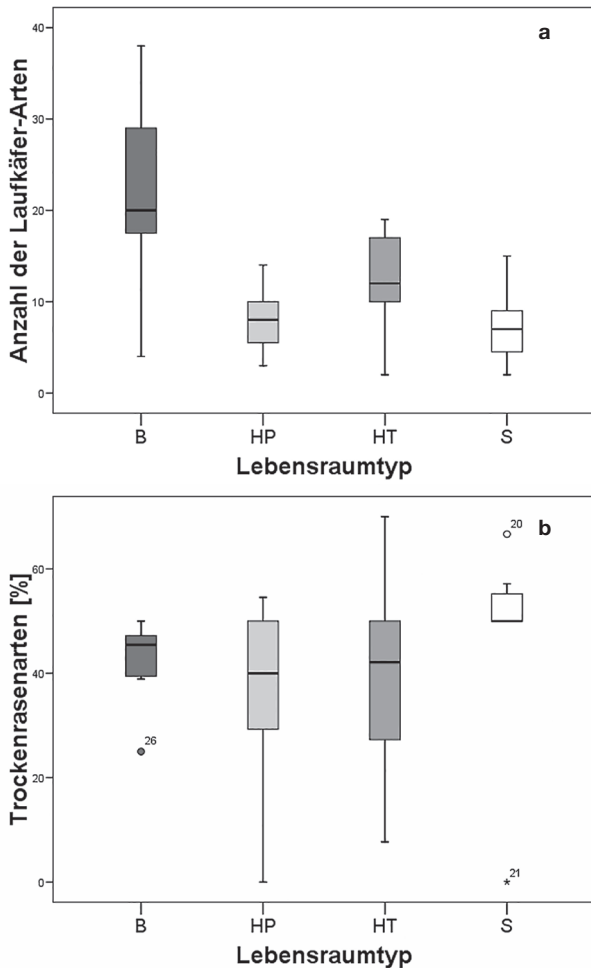 a
Anzahl der Laufkäfer-Arten
40
30
20
10
0
B HP HT S
Lebensraumtyp
b
Trockenrasenarten [%]
60
40
20
0
26
20
21
B HP HT S
Lebensraumtyp